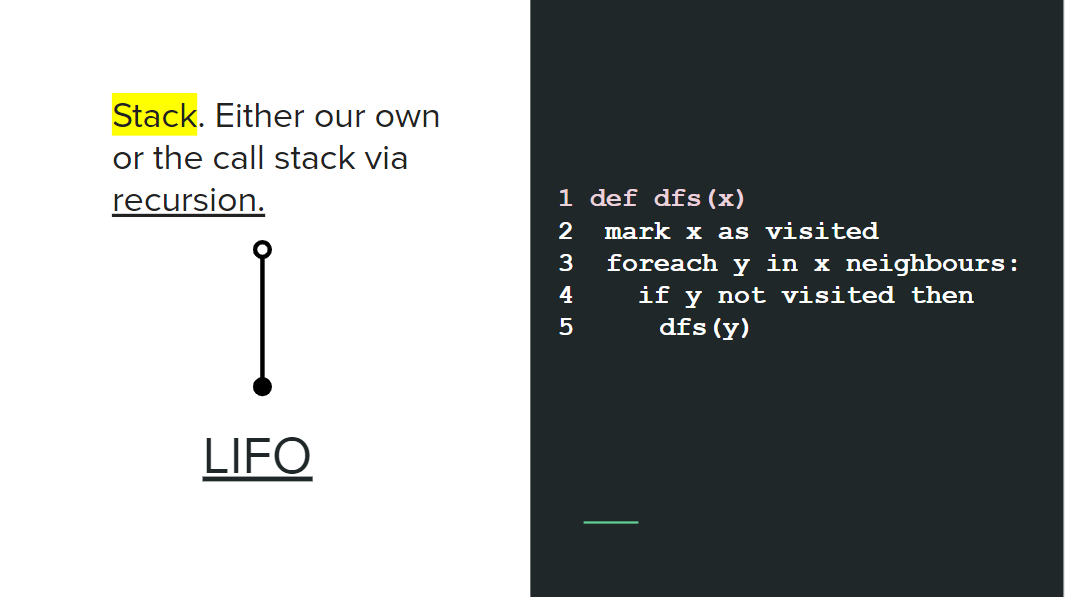 Stack. Either our own
or the call stack via
recursion.
LIFO
1 def dfs(x)
2  mark x as visited
3  foreach y in x neighbours:
4    if y not visited then
5     dfs(y)